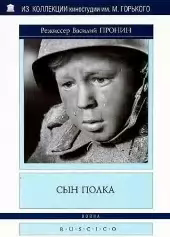 ИЗ КОЛЛЕКЦИИ киностудии им. М. ГОРЬКОГО
Режиссер Василий ПРОНИН
СЫН ПОЛКА
RUSCICO